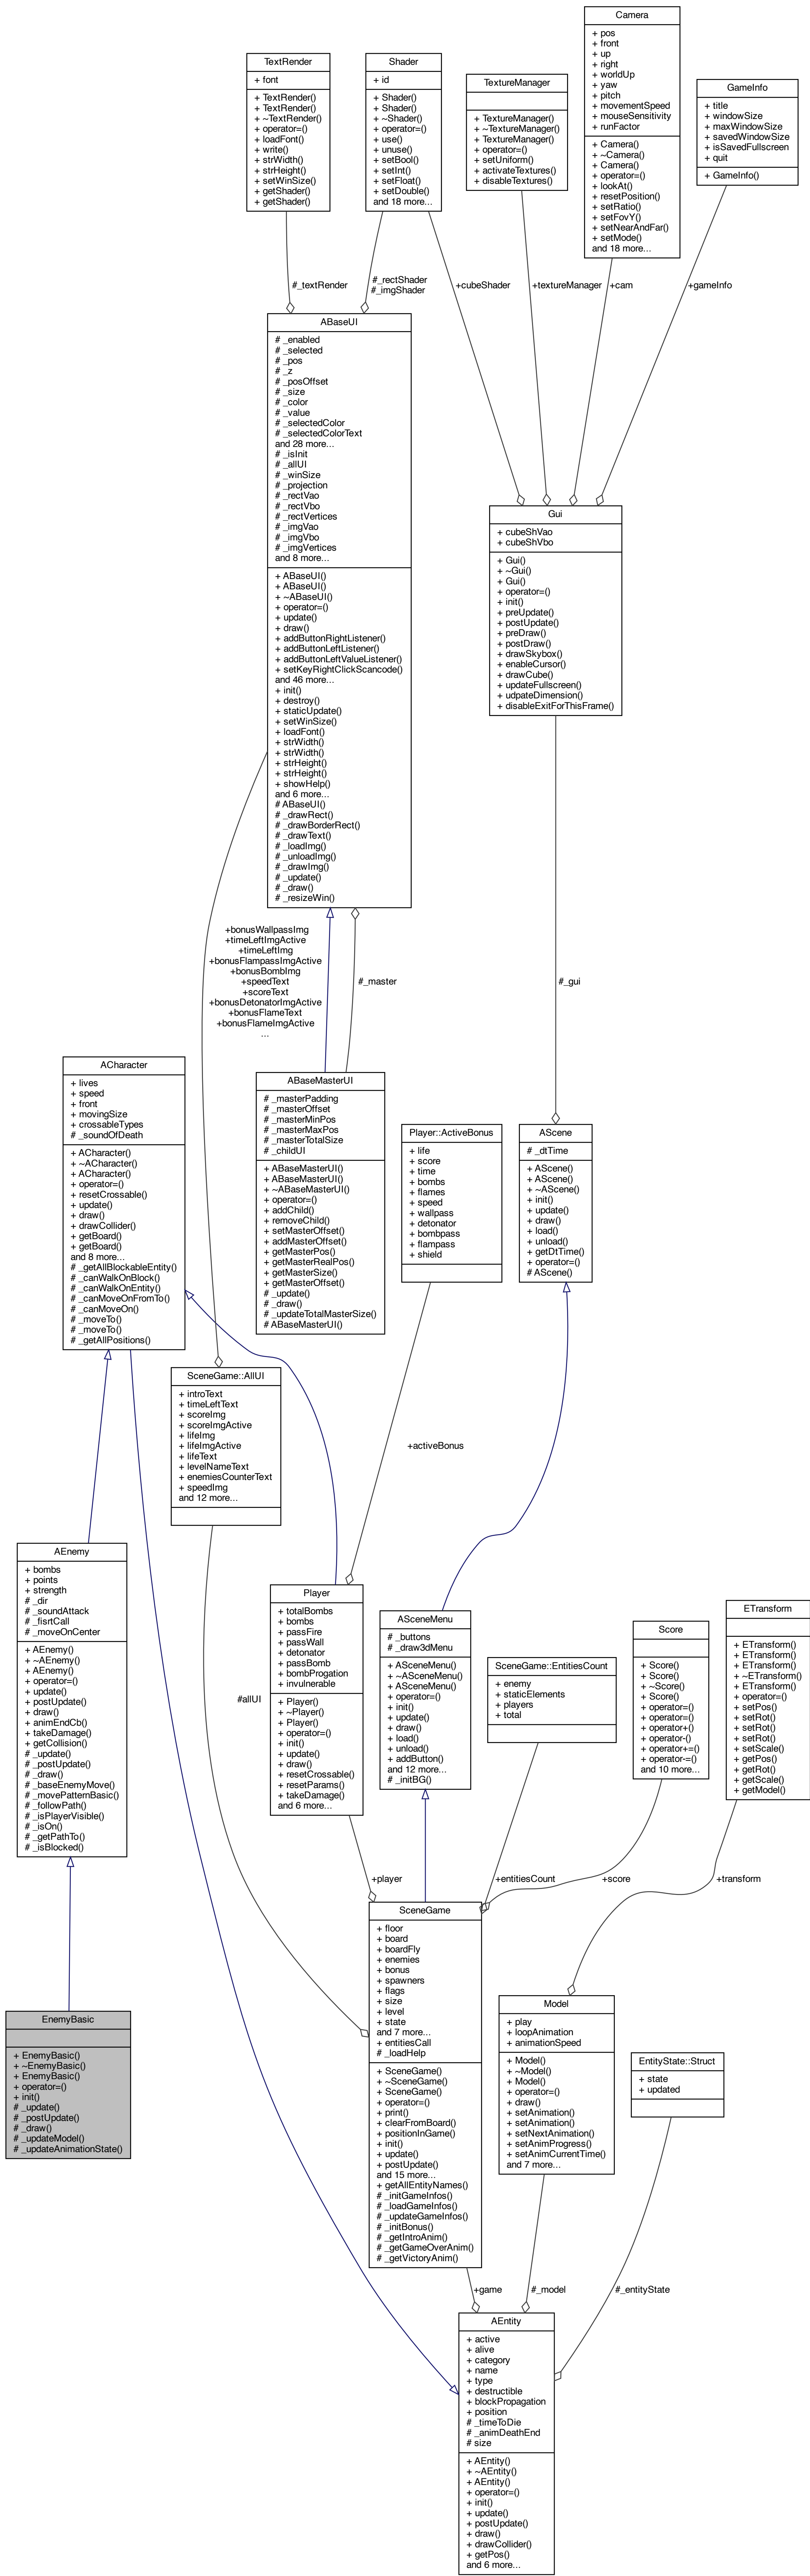 Camera
+ pos
+ front
+ up
+ right
+ worldUp
+ yaw
+ pitch
+ movementSpeed
+ mouseSensitivity
+ runFactor
+ Camera()
+ ~Camera()
+ Camera()
+ operator=()
+ lookAt()
+ resetPosition()
+ setRatio()
+ setFovY()
+ setNearAndFar()
+ setMode()
and 18 more...
TextRender
+ font
+ TextRender()
+ TextRender()
+ ~TextRender()
+ operator=()
+ loadFont()
+ write()
+ strWidth()
+ strHeight()
+ setWinSize()
+ getShader()
+ getShader()
Shader
+ id
+ Shader()
+ Shader()
+ ~Shader()
+ operator=()
+ use()
+ unuse()
+ setBool()
+ setInt()
+ setFloat()
+ setDouble()
and 18 more...
TextureManager
+ TextureManager()
+ ~TextureManager()
+ TextureManager()
+ operator=()
+ setUniform()
+ activateTextures()
+ disableTextures()
GameInfo
+ title
+ windowSize
+ maxWindowSize
+ savedWindowSize
+ isSavedFullscreen
+ quit
+ GameInfo()
#_textRender
#_rectShader
#_imgShader
+cubeShader
+textureManager
+cam
+gameInfo
ABaseUI
# _enabled
# _selected
# _pos
# _z
# _posOffset
# _size
# _color
# _value
# _selectedColor
# _selectedColorText
and 28 more...
# _isInit
# _allUI
# _winSize
# _projection
# _rectVao
# _rectVbo
# _rectVertices
# _imgVao
# _imgVbo
# _imgVertices
and 8 more...
+ ABaseUI()
+ ABaseUI()
+ ~ABaseUI()
+ operator=()
+ update()
+ draw()
+ addButtonRightListener()
+ addButtonLeftListener()
+ addButtonLeftValueListener()
+ setKeyRightClickScancode()
and 46 more...
+ init()
+ destroy()
+ staticUpdate()
+ setWinSize()
+ loadFont()
+ strWidth()
+ strWidth()
+ strHeight()
+ strHeight()
+ showHelp()
and 6 more...
# ABaseUI()
# _drawRect()
# _drawBorderRect()
# _drawText()
# _loadImg()
# _unloadImg()
# _drawImg()
# _update()
# _draw()
# _resizeWin()
Gui
+ cubeShVao
+ cubeShVbo
+ Gui()
+ ~Gui()
+ Gui()
+ operator=()
+ init()
+ preUpdate()
+ postUpdate()
+ preDraw()
+ postDraw()
+ drawSkybox()
+ enableCursor()
+ drawCube()
+ updateFullscreen()
+ udpateDimension()
+ disableExitForThisFrame()
+bonusWallpassImg
+timeLeftImgActive
+timeLeftImg
+bonusFlampassImgActive
+bonusBombImg
+speedText
+scoreText
+bonusDetonatorImgActive
+bonusFlameText
+bonusFlameImgActive
...
#_master
#_gui
ACharacter
+ lives
+ speed
+ front
+ movingSize
+ crossableTypes
# _soundOfDeath
+ ACharacter()
+ ~ACharacter()
+ ACharacter()
+ operator=()
+ resetCrossable()
+ update()
+ draw()
+ drawCollider()
+ getBoard()
+ getBoard()
and 8 more...
# _getAllBlockableEntity()
# _canWalkOnBlock()
# _canWalkOnEntity()
# _canMoveOnFromTo()
# _canMoveOn()
# _moveTo()
# _moveTo()
# _getAllPositions()
ABaseMasterUI
# _masterPadding
# _masterOffset
# _masterMinPos
# _masterMaxPos
# _masterTotalSize
# _childUI
+ ABaseMasterUI()
+ ABaseMasterUI()
+ ~ABaseMasterUI()
+ operator=()
+ addChild()
+ removeChild()
+ setMasterOffset()
+ addMasterOffset()
+ getMasterPos()
+ getMasterRealPos()
+ getMasterSize()
+ getMasterOffset()
# _update()
# _draw()
# _updateTotalMasterSize()
# ABaseMasterUI()
Player::ActiveBonus
+ life
+ score
+ time
+ bombs
+ flames
+ speed
+ wallpass
+ detonator
+ bombpass
+ flampass
+ shield
AScene
# _dtTime
+ AScene()
+ AScene()
+ ~AScene()
+ init()
+ update()
+ draw()
+ load()
+ unload()
+ getDtTime()
+ operator=()
# AScene()
SceneGame::AllUI
+ introText
+ timeLeftText
+ scoreImg
+ scoreImgActive
+ lifeImg
+ lifeImgActive
+ lifeText
+ levelNameText
+ enemiesCounterText
+ speedImg
and 12 more...
+activeBonus
AEnemy
+ bombs
+ points
+ strength
# _dir
# _soundAttack
# _fisrtCall
# _moveOnCenter
+ AEnemy()
+ ~AEnemy()
+ AEnemy()
+ operator=()
+ update()
+ postUpdate()
+ draw()
+ animEndCb()
+ takeDamage()
+ getCollision()
# _update()
# _postUpdate()
# _draw()
# _baseEnemyMove()
# _movePatternBasic()
# _followPath()
# _isPlayerVisible()
# _isOn()
# _getPathTo()
# _isBlocked()
#allUI
Player
+ totalBombs
+ bombs
+ passFire
+ passWall
+ detonator
+ passBomb
+ bombProgation
+ invulnerable
+ Player()
+ ~Player()
+ Player()
+ operator=()
+ init()
+ update()
+ draw()
+ resetCrossable()
+ resetParams()
+ takeDamage()
and 6 more...
ASceneMenu
# _buttons
# _draw3dMenu
+ ASceneMenu()
+ ~ASceneMenu()
+ ASceneMenu()
+ operator=()
+ init()
+ update()
+ draw()
+ load()
+ unload()
+ addButton()
and 12 more...
# _initBG()
SceneGame::EntitiesCount
+ enemy
+ staticElements
+ players
+ total
Score
+ Score()
+ Score()
+ ~Score()
+ Score()
+ operator=()
+ operator=()
+ operator+()
+ operator-()
+ operator+=()
+ operator-=()
and 10 more...
ETransform
+ ETransform()
+ ETransform()
+ ETransform()
+ ~ETransform()
+ ETransform()
+ operator=()
+ setPos()
+ setRot()
+ setRot()
+ setRot()
+ setScale()
+ getPos()
+ getRot()
+ getScale()
+ getModel()
+player
+entitiesCount
+score
+transform
SceneGame
+ floor
+ board
+ boardFly
+ enemies
+ bonus
+ spawners
+ flags
+ size
+ level
+ state
and 7 more...
+ entitiesCall
# _loadHelp
+ SceneGame()
+ ~SceneGame()
+ SceneGame()
+ operator=()
+ print()
+ clearFromBoard()
+ positionInGame()
+ init()
+ update()
+ postUpdate()
and 15 more...
+ getAllEntityNames()
# _initGameInfos()
# _loadGameInfos()
# _updateGameInfos()
# _initBonus()
# _getIntroAnim()
# _getGameOverAnim()
# _getVictoryAnim()
Model
+ play
+ loopAnimation
+ animationSpeed
+ Model()
+ ~Model()
+ Model()
+ operator=()
+ draw()
+ setAnimation()
+ setAnimation()
+ setNextAnimation()
+ setAnimProgress()
+ setAnimCurrentTime()
and 7 more...
EnemyBasic
+ EnemyBasic()
+ ~EnemyBasic()
+ EnemyBasic()
+ operator=()
+ init()
# _update()
# _postUpdate()
# _draw()
# _updateModel()
# _updateAnimationState()
EntityState::Struct
+ state
+ updated
+game
#_model
#_entityState
AEntity
+ active
+ alive
+ category
+ name
+ type
+ destructible
+ blockPropagation
+ position
# _timeToDie
# _animDeathEnd
# size
+ AEntity()
+ ~AEntity()
+ AEntity()
+ operator=()
+ init()
+ update()
+ postUpdate()
+ draw()
+ drawCollider()
+ getPos()
and 6 more...